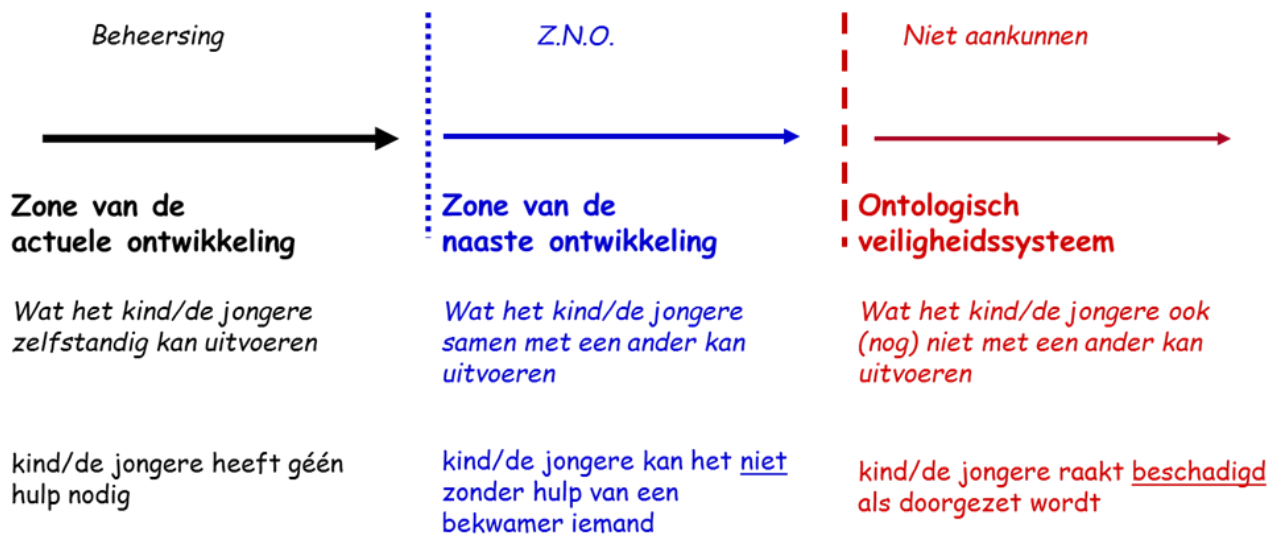 Beheersing
Zone van de
actuele ontwikkeling
Wat het kind/de jongere
zelfstandig kan uitvoeren
kind/de jongere heeft géén
hulp nodig
Z.N.O.
Zone van de
naaste ontwikkeling
Wat het kind/de jongere
samen met een ander kan
uitvoeren
kind/de jongere kan het niet
zonder hulp van een
bekwamer iemand
Niet aankunnen
Ontologisch
veiligheidssysteem
Wat het kind/de jongere ook
(nog) niet met een ander kan
uitvoeren
kind/de jongere raakt beschadigd
als doorgezet wordt